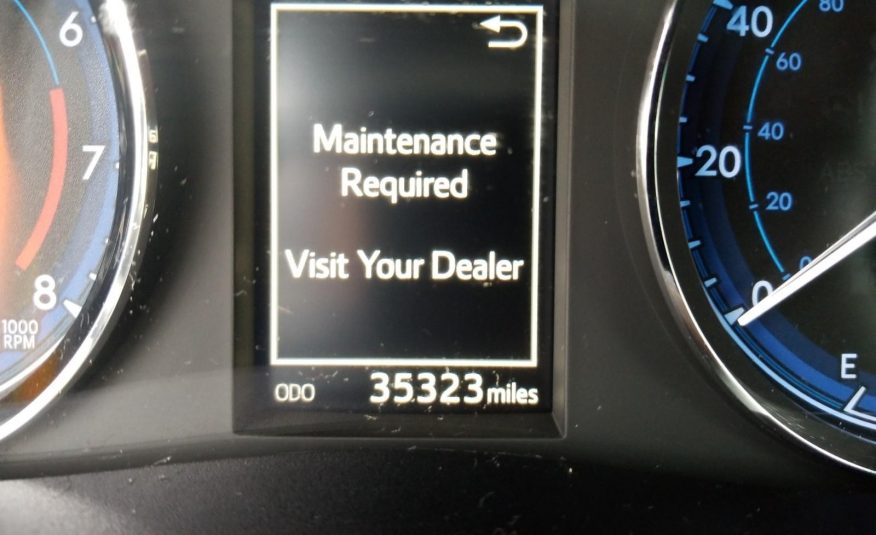 6
7
8
1000
RPM
Maintenance
Required
Visit Your Dealer
ODO 35323 miles
80
40
60
40
20
20
0
0
E